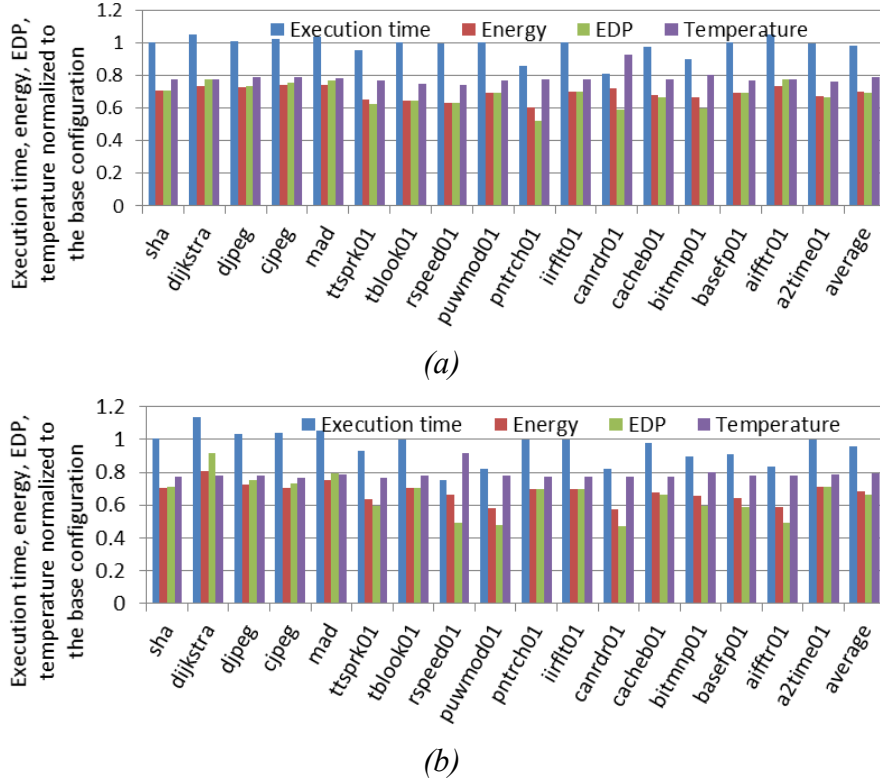 Execution time, energy, EDP,
temperature normalized to
the base configuration
1.2
1
0.8
0.6
0.4
0.2
0
Execution time Energy EDP Temperature
sha dijkstra djpeg cjpeg mad ttsprk01 tblook01 rspeed01 puwmod01 pntrch01 iirflt01 canrdr01 cacheb01 bitmnp01 basefp01 aifftr01 a2time01 average
(a)
Execution time, energy, EDP,
temperature normalized to
the base configuration
1.2
1
0.8
0.6
0.4
0.2
0
Execution time Energy EDP Temperature
sha dijkstra djpeg cjpeg mad ttsprk01 tblook01 rspeed01 puwmod01 pntrch01 iirflt01 canrdr01 cacheb01 bitmnp01 basefp01 aifftr01 a2time01 average
(b)